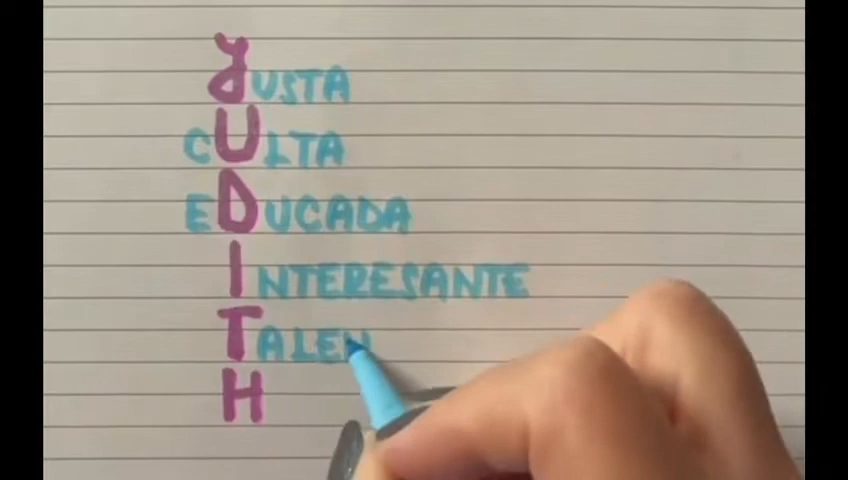 JUSTA
CULTA
EDUCADA
INTERESANTE
TALEN
H